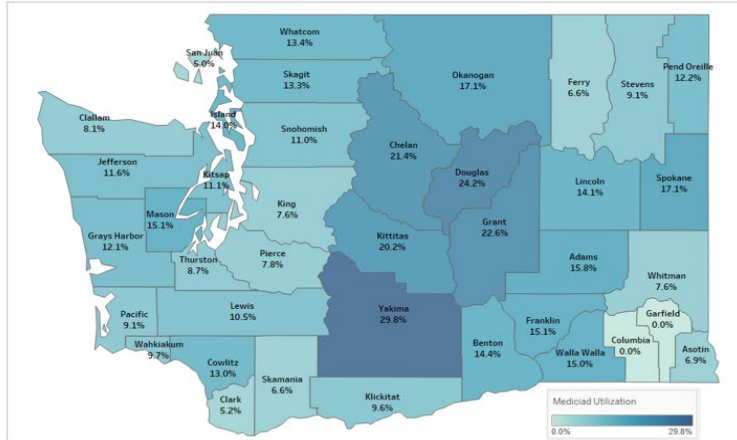 Whatcom
13.4%
San Juan
5.0%
Skagit
13.3%
Okanogan
17.1%
Ferry
6.6%
Stevens
9.1%
Pend Oreille
12.2%
Island
14.0%
Clallam
8.1%
Snohomish
11.0%
Chelan
21.4%
Jefferson
11.6%
Kitsap
11.1%
Douglas
24.2%
Lincoln
14.1%
Spokane
17.1%
King
7.6%
Mason
15.1%
Grant
22.6%
Grays Harbor
12.1%
Kittitas
20.2%
Thurston
8.7%
Pierce
7.8%
Adams
15.8%
Whitman
7.6%
Pacific
9.1%
Lewis
10.5%
Yakima
29.8%
Franklin
15.1%
Garfield
0.0%
Columbia
0.0%
Wahkiakum
9.7%
Benton
14.4%
Walla Walla
15.0%
Asotin
6.9%
Cowlitz
13.0%
Skamania
6.6%
Klickitat
9.6%
Clark
5.2%
Mediciad Utilization
0.0% 29.8%